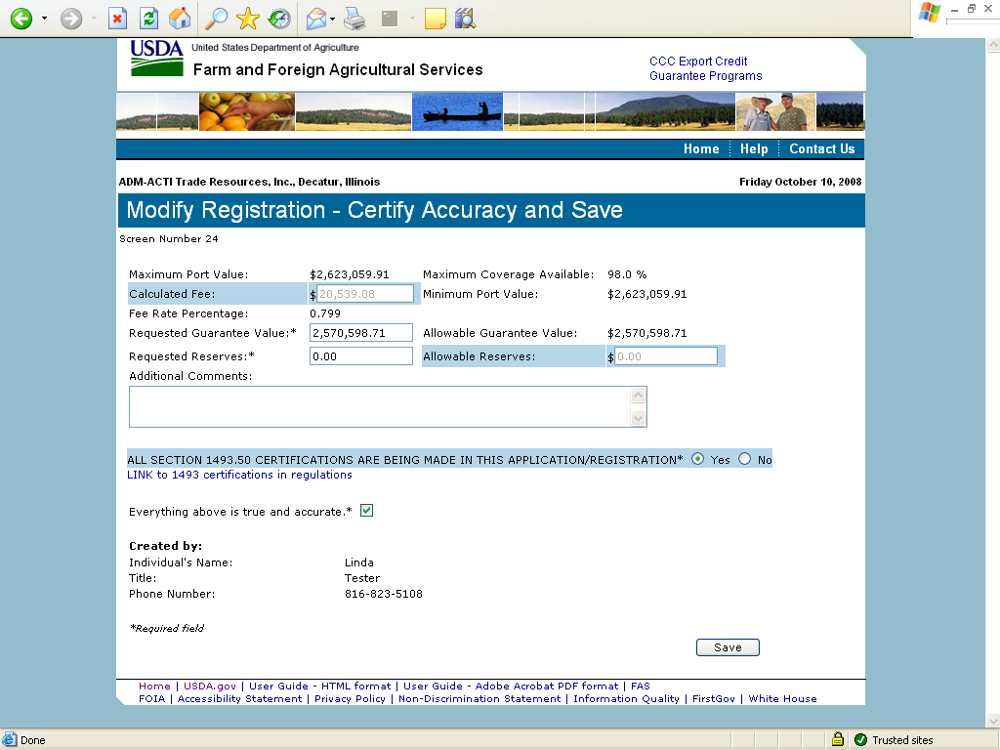 USDA United States Department of Agriculture
Farm and Foreign Agricultural Services
CCC Export Credit
Guarantee Programs
Home Help Contact Us
ADM-ACTI Trade Resources, Inc., Decatur, Illinois Friday October 10, 2008
Modify Registration - Certify Accuracy and Save
Screen Number 24
Maximum Port Value: $2,623,059.91 Maximum Coverage Available: 98.0 %
Calculated Fee: $ 20,539.08 Minimum Port Value: $2,623,059.91
Fee Rate Percentage: 0.799
Requested Guarantee Value:* 2,570,598.71 Allowable Guarantee Value: $2,570,598.71
Requested Reserves:* 0.00 Allowable Reserves: $ 0.00
Additional Comments:
ALL SECTION 1493.50 CERTIFICATIONS ARE BEING MADE IN THIS APPLICATION/REGISTRATION* Yes No
LINK to 1493 certifications in regulations
Everything above is true and accurate.*
Created by:
Individual's Name: Linda
Title: Tester
Phone Number: 816-823-5108
*Required field
Save
Home | USDA.gov | User Guide - HTML format | User Guide - Adobe Acrobat PDF format | FAS
FOIA | Accessibility Statement | Privacy Policy | Non-Discrimination Statement | Information Quality | FirstGov | White House
Done Trusted sites